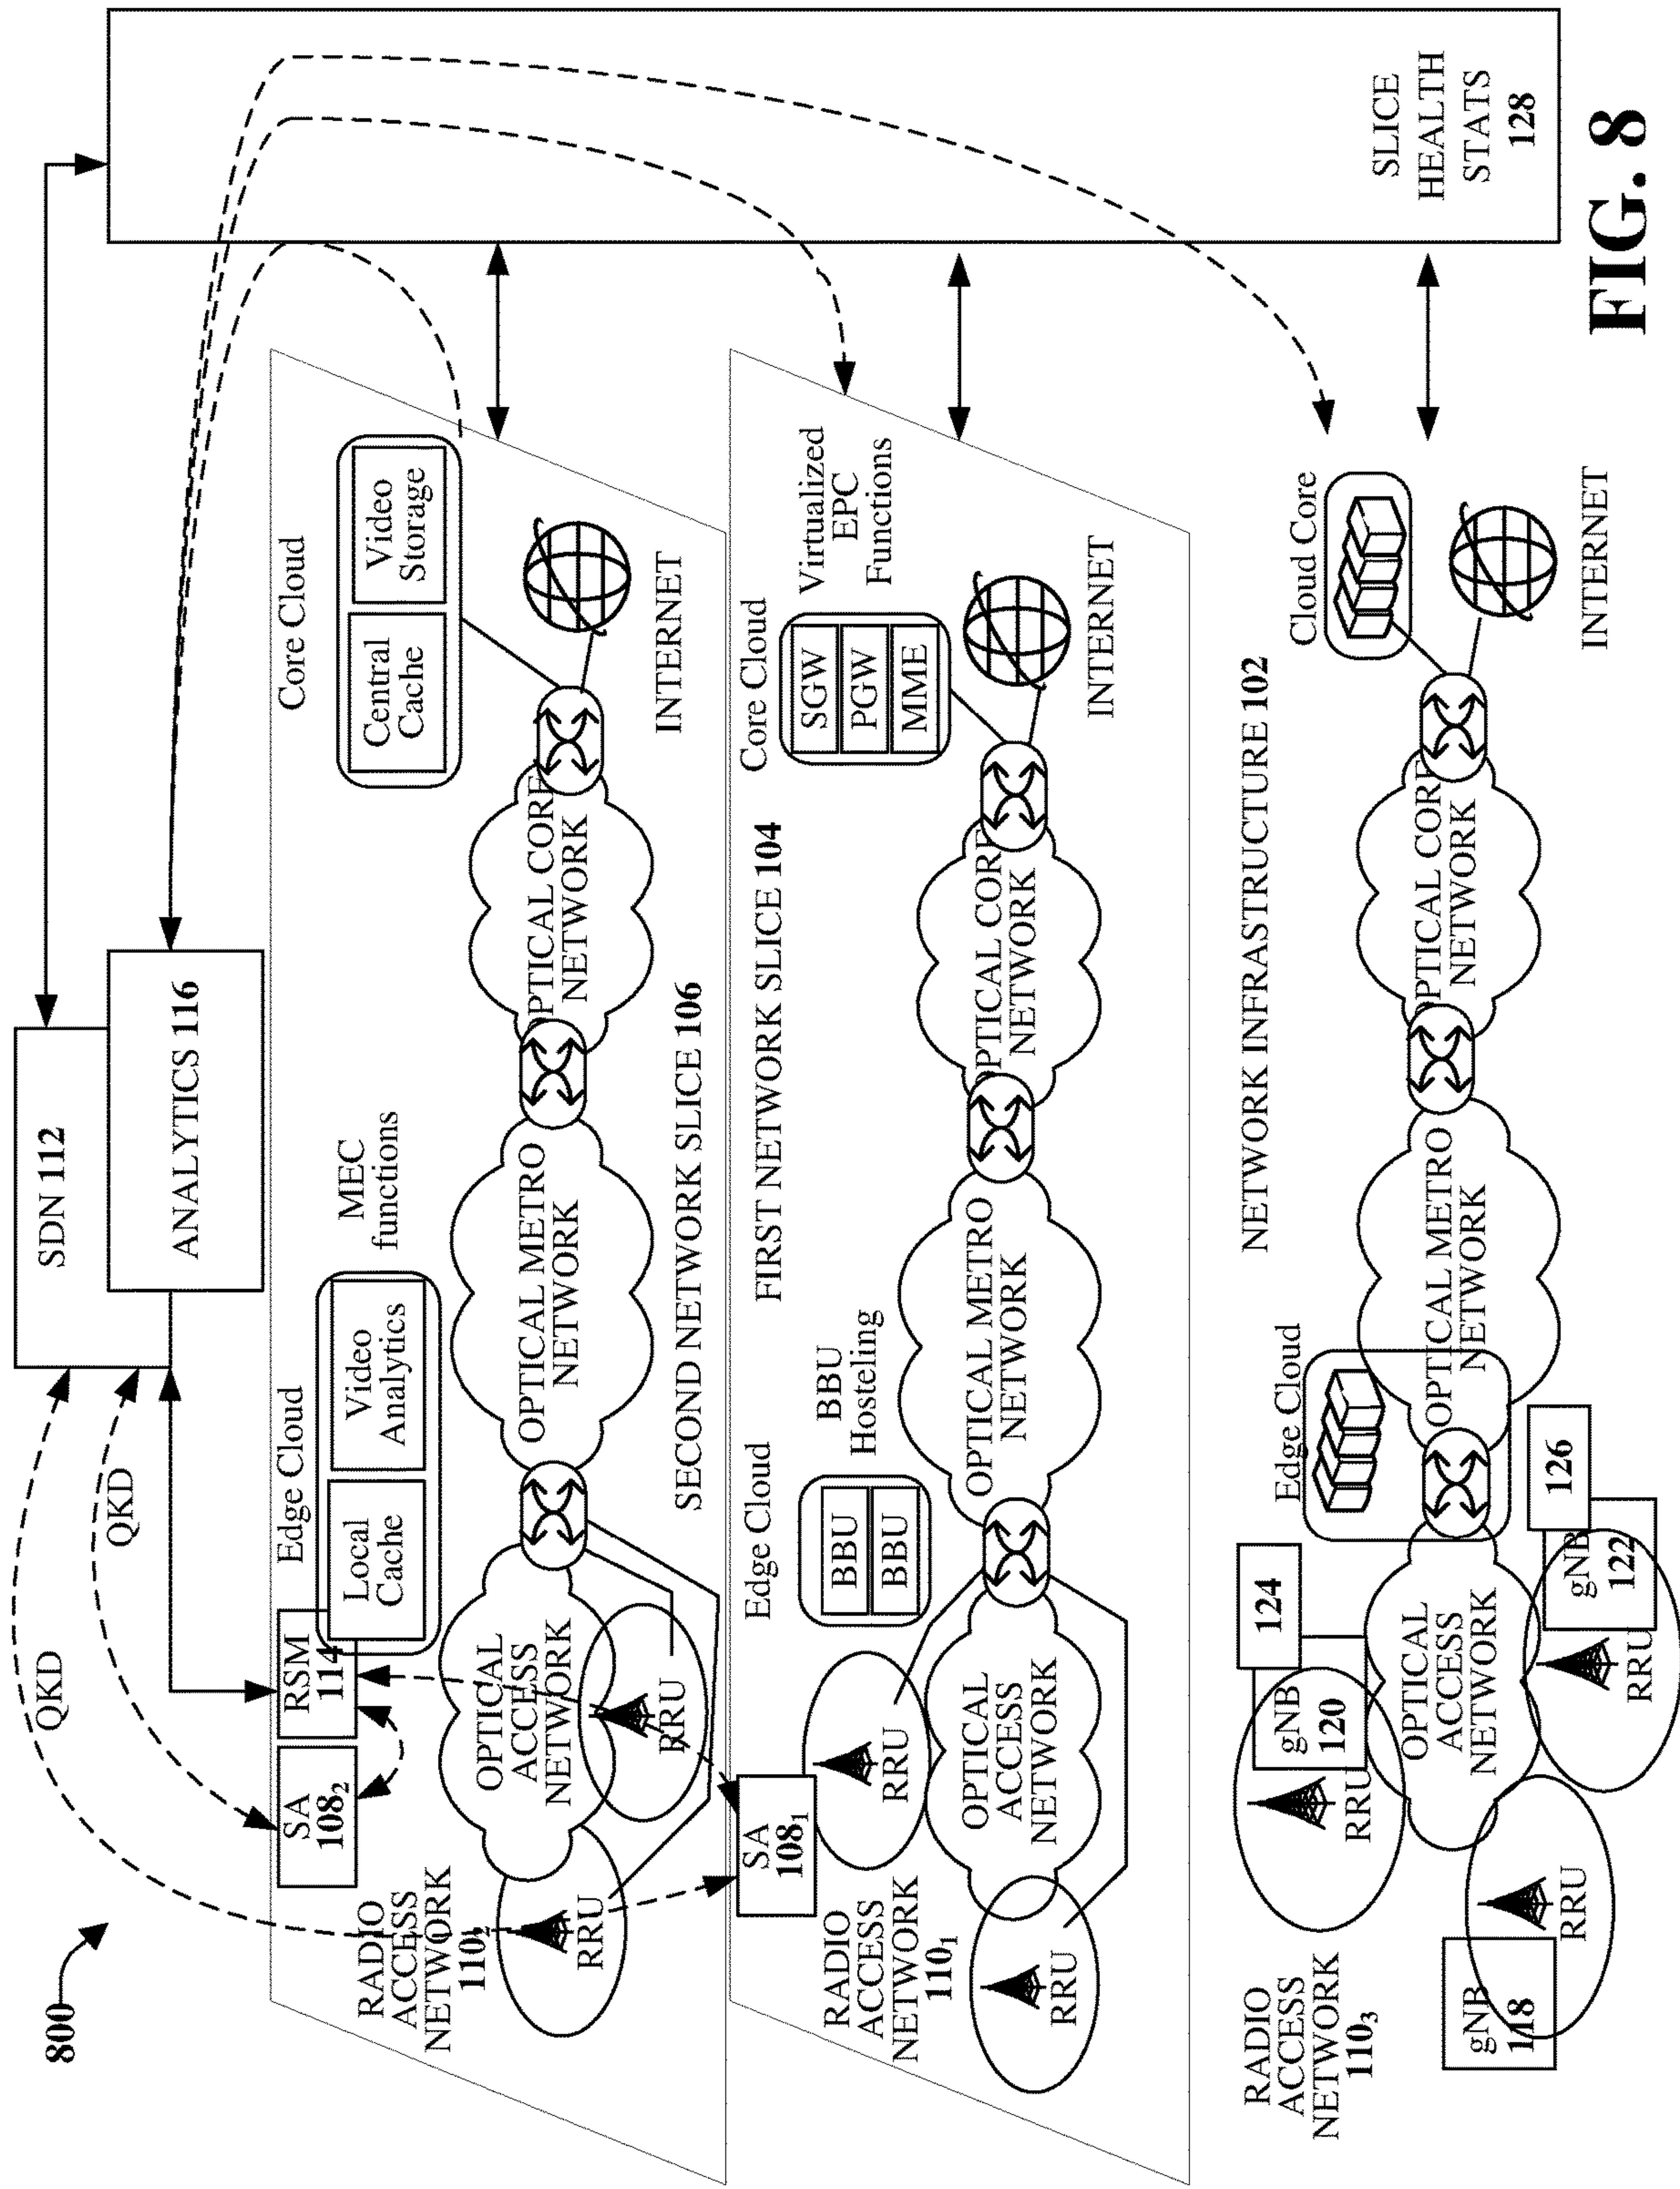 800
SDN 112
ANALYTICS 116
QKD
QKD
SA
108₂
RSM
114
Edge Cloud
Local
Cache
Video
Analytics
MEC
functions
Core Cloud
Central
Cache
Video
Storage
RADIO
ACCESS
NETWORK
110₂
RRU
RRU
OPTICAL
ACCESS
NETWORK
OPTICAL METRO
NETWORK
OPTICAL CORE
NETWORK
INTERNET
SECOND NETWORK SLICE 106
SA
108₁
Edge Cloud
BBU
BBU
BBU
Hosteling
FIRST NETWORK SLICE 104
Core Cloud
SGW
PGW
MME
Virtualized
EPC
Functions
RADIO
ACCESS
NETWORK
110₁
RRU
RRU
OPTICAL
ACCESS
NETWORK
OPTICAL METRO
NETWORK
OPTICAL CORE
NETWORK
INTERNET
NETWORK INFRASTRUCTURE 102
RADIO
ACCESS
NETWORK
110₃
gNB
118
RRU
RRU
gNB
120
124
OPTICAL
ACCESS
NETWORK
RRU
gNB
122
126
Edge Cloud
OPTICAL METRO
NETWORK
OPTICAL CORE
NETWORK
Cloud Core
INTERNET
SLICE
HEALTH
STATS
128
FIG. 8